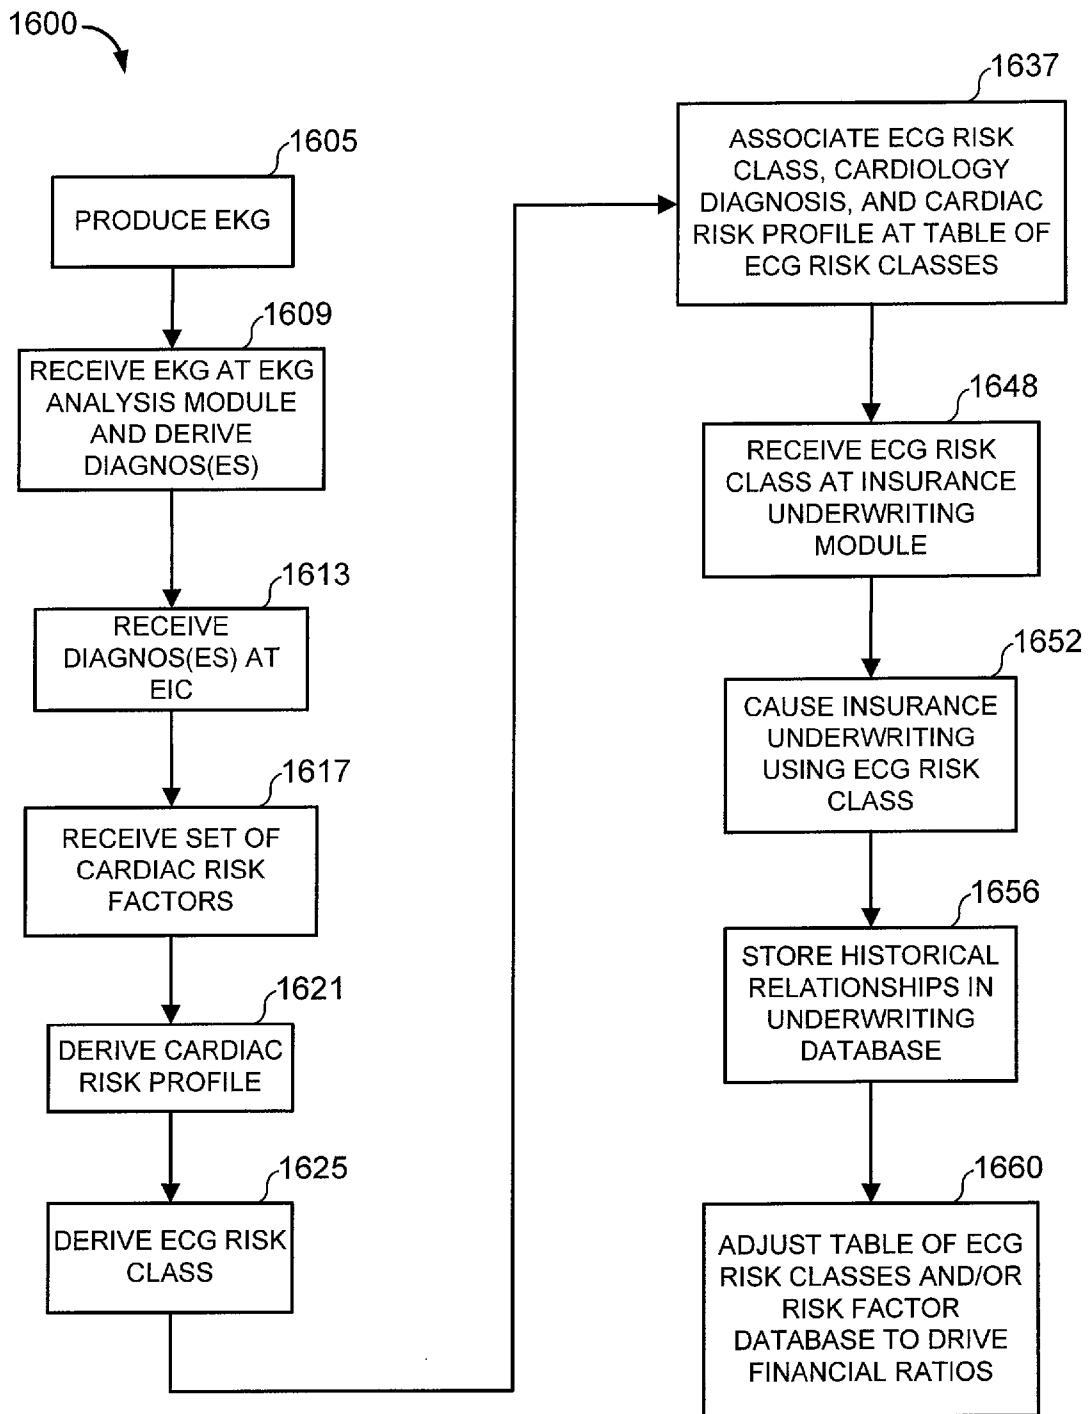 1600
1605
PRODUCE EKG
1609
RECEIVE EKG AT EKG
ANALYSIS MODULE
AND DERIVE
DIAGNOS(ES)
1613
RECEIVE
DIAGNOS(ES) AT
EIC
1617
RECEIVE SET OF
CARDIAC RISK
FACTORS
1621
DERIVE CARDIAC
RISK PROFILE
1625
DERIVE ECG RISK
CLASS
1637
ASSOCIATE ECG RISK
CLASS, CARDIOLOGY
DIAGNOSIS, AND CARDIAC
RISK PROFILE AT TABLE OF
ECG RISK CLASSES
1648
RECEIVE ECG RISK
CLASS AT INSURANCE
UNDERWRITING
MODULE
1652
CAUSE INSURANCE
UNDERWRITING
USING ECG RISK
CLASS
1656
STORE HISTORICAL
RELATIONSHIPS IN
UNDERWRITING
DATABASE
1660
ADJUST TABLE OF ECG
RISK CLASSES AND/OR
RISK FACTOR
DATABASE TO DRIVE
FINANCIAL RATIOS